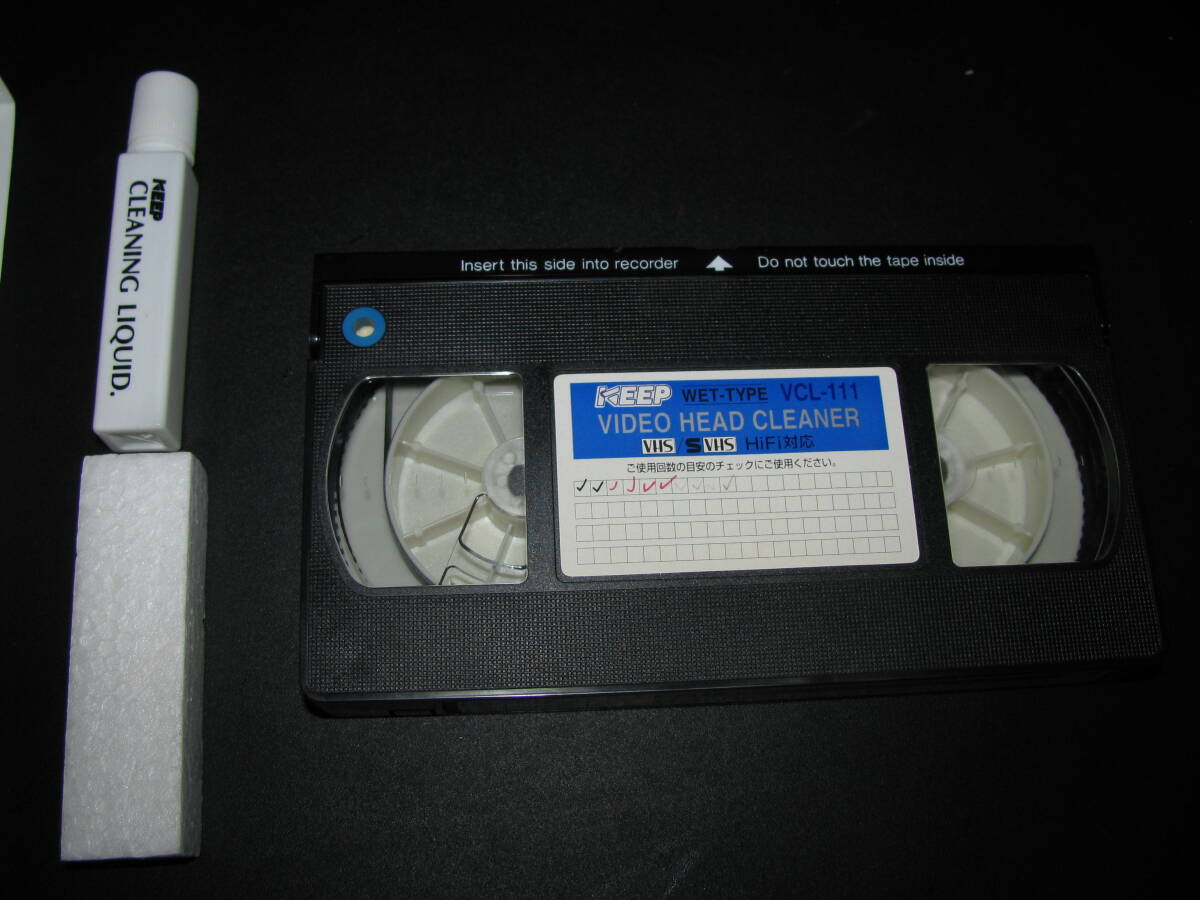 KEEP
CLEANING LIQUID.
Insert this side into recorder Do not touch the tape inside
KEEP WET-TYPE VCL-111
VIDEO HEAD CLEANER
VHS / S VHS HiFi対応
ご使用回数の目安のチェックにご使用ください。